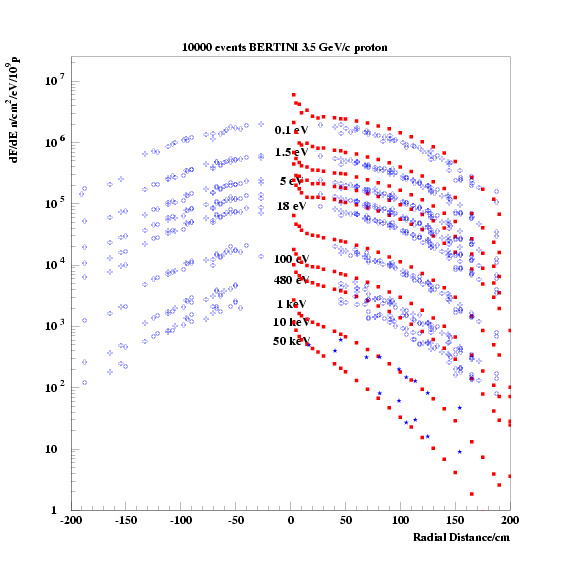 10000 events BERTINI 3.5 GeV/c proton
dF/dE n/cm²/eV/10⁹p
10⁷
10⁶
10⁵
10⁴
10³
10²
10
1
0.1 eV
1.5 eV
5 eV
18 eV
100 eV
480 eV
1 keV
10 keV
50 keV
-200 -150 -100 -50 0 50 100 150 200
Radial Distance/cm